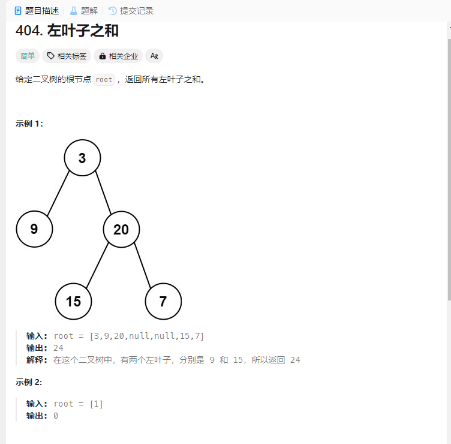 题目描述 题解 提交记录
404. 左叶子之和
简单 相关标签 相关企业 Ax
给定二叉树的根节点 root ，返回所有左叶子之和。
示例 1：
3
9 20
15 7
输入: root = [3,9,20,null,null,15,7]
输出: 24
解释: 在这个二叉树中，有两个左叶子，分别是 9 和 15，所以返回 24
示例 2:
输入: root = [1]
输出: 0